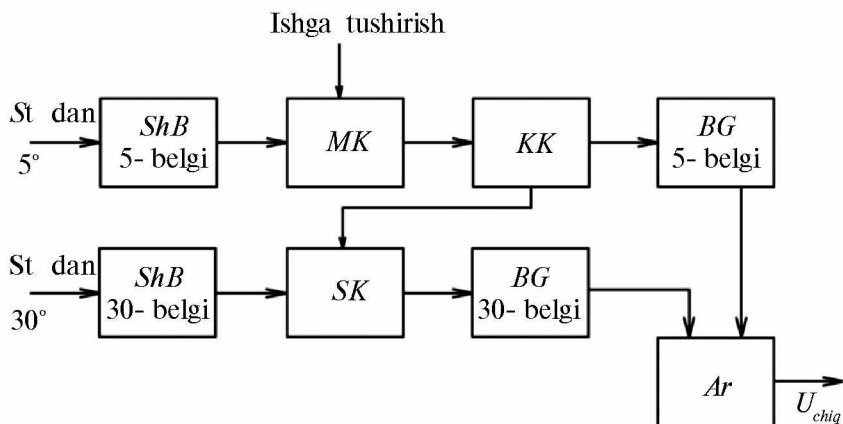 Ishga tushirish
St dan
5°
ShB
5- belgi
MK
KK
BG
5- belgi
St dan
30°
ShB
30- belgi
SK
BG
30- belgi
Ar
U chiq